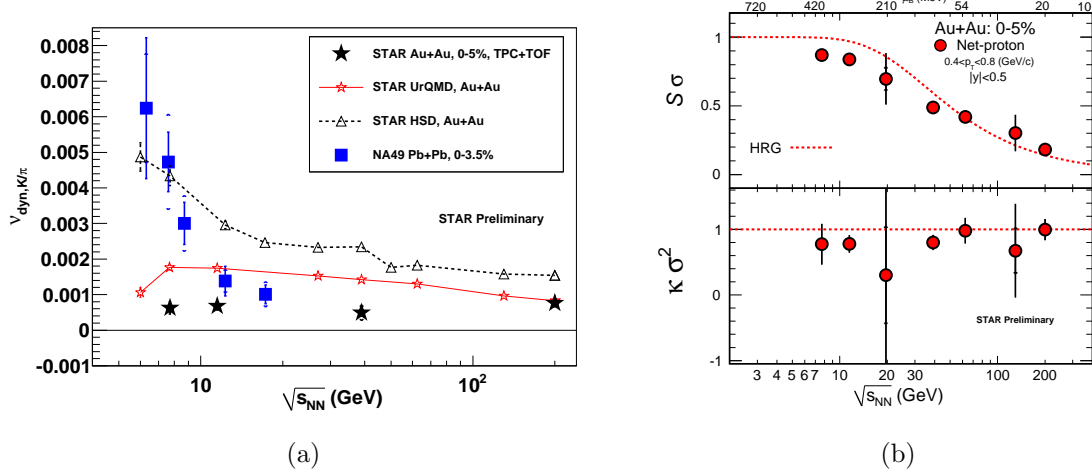 0.008
0.007
0.006
0.005
0.004
0.003
0.002
0.001
0
-0.001
ν_dyn,K/π
STAR Au+Au, 0-5%, TPC+TOF
STAR UrQMD, Au+Au
STAR HSD, Au+Au
NA49 Pb+Pb, 0-3.5%
STAR Preliminary
10 10²
√s_NN (GeV)
(a)
720 420 210 54 20 10
Au+Au: 0-5%
Net-proton
0.4<p_T<0.8 (GeV/c)
|y|<0.5
1
0.5
0
S σ
HRG
1
0
-1
κ σ²
STAR Preliminary
2 3 4 5 6 7 10 20 30 100 200
√s_NN (GeV)
(b)